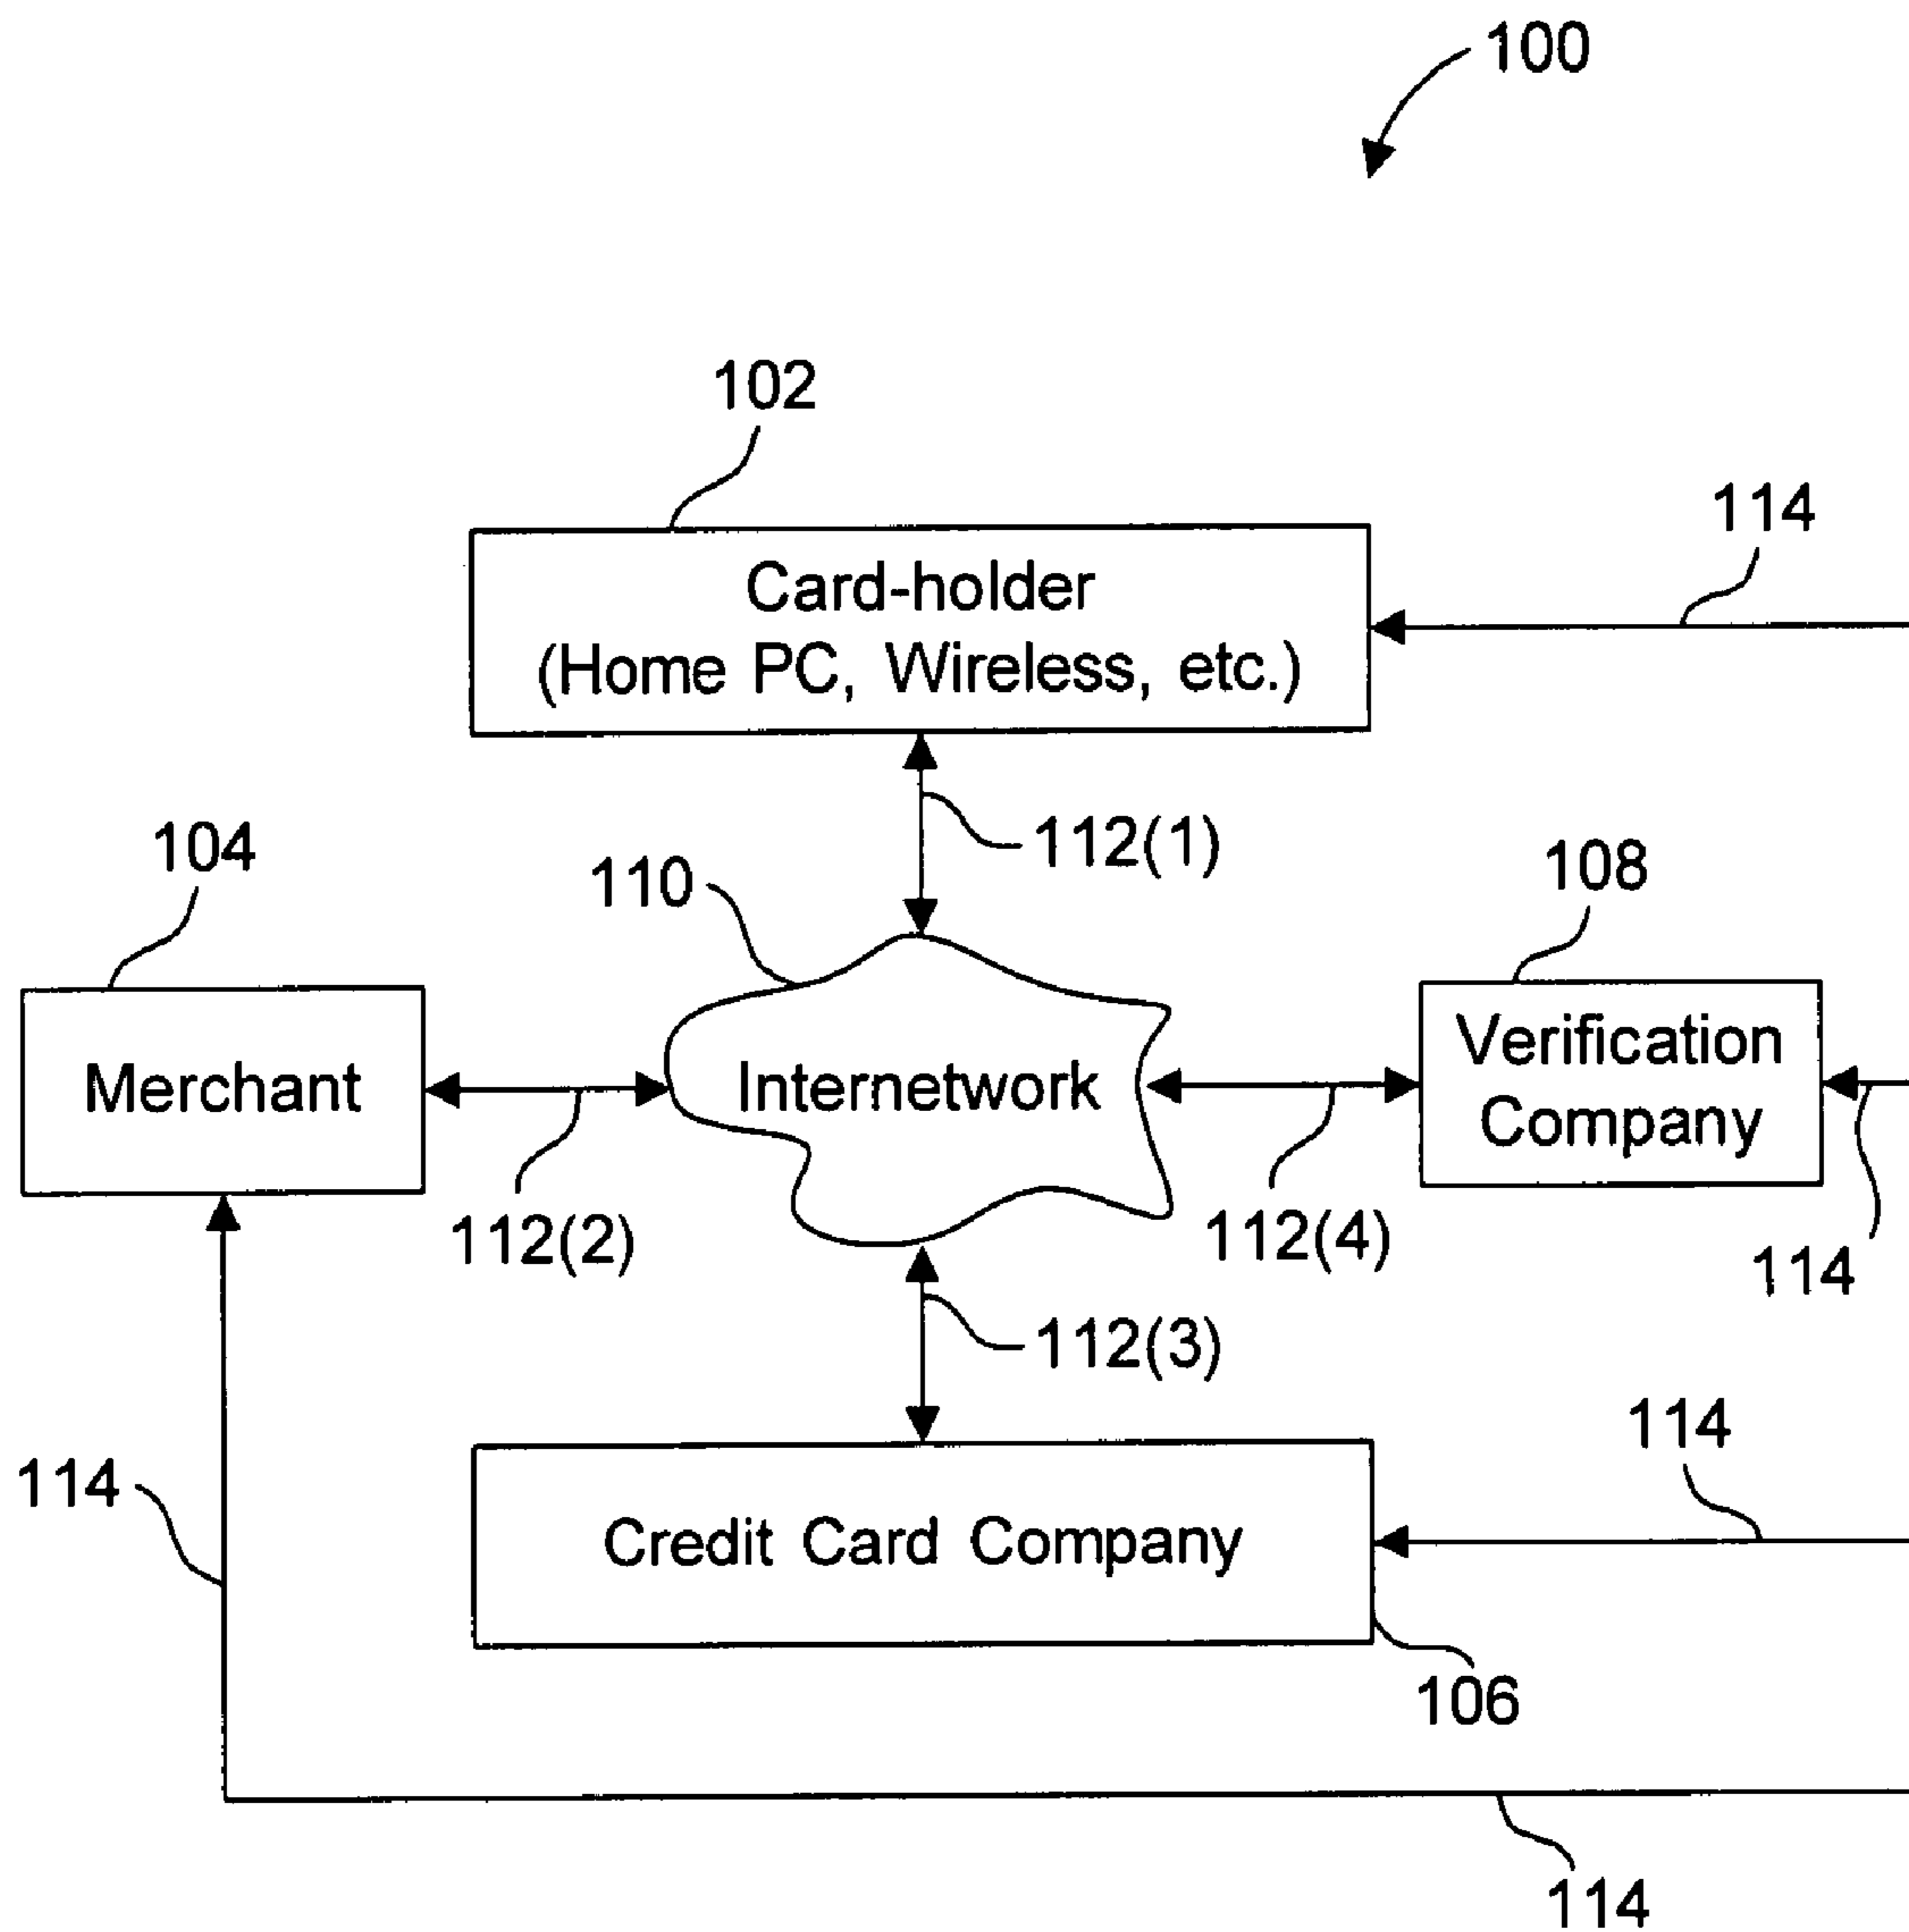 100
102
Card-holder
(Home PC, Wireless, etc.)
114
112(1)
104
110
108
Merchant
Internetwork
Verification
Company
112(2)
112(4)
114
112(3)
114
Credit Card Company
114
106
114